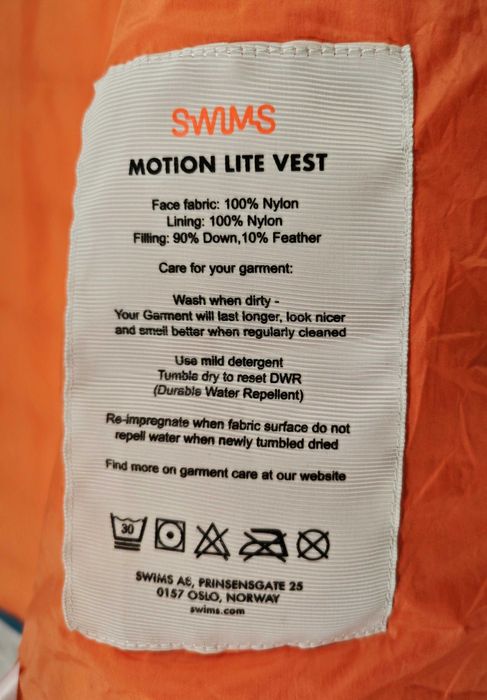 SWIMS
MOTION LITE VEST
Face fabric: 100% Nylon
Lining: 100% Nylon
Filling: 90% Down,10% Feather
Care for your garment:
Wash when dirty -
Your Garment will last longer, look nicer
and smell better when regularly cleaned
Use mild detergent
Tumble dry to reset DWR
(Durable Water Repellent)
Re-impregnate when fabric surface do not
repell water when newly tumbled dried
Find more on garment care at our website
30
SWIMS AS, PRINSENSGATE 25
0157 OSLO, NORWAY
swims.com